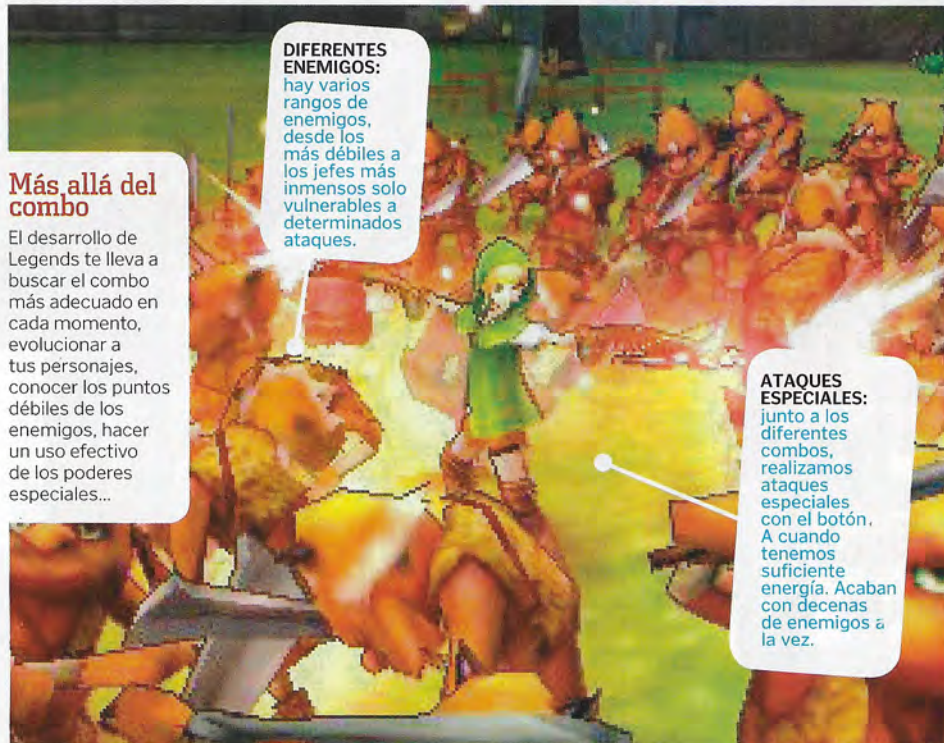 Más allá del
combo
El desarrollo de
Legends te lleva a
buscar el combo
más adecuado en
cada momento,
evolucionar a
tus personajes,
conocer los puntos
débiles de los
enemigos, hacer
un uso efectivo
de los poderes
especiales...
DIFERENTES
ENEMIGOS:
hay varios
rangos de
enemigos,
desde los
más débiles a
los jefes más
inmensos solo
vulnerables a
determinados
ataques.
ATAQUES
ESPECIALES:
junto a los
diferentes
combos,
realizamos
ataques
especiales
con el botón.
A cuando
tenemos
suficiente
energía. Acaban
con decenas
de enemigos a
la vez.